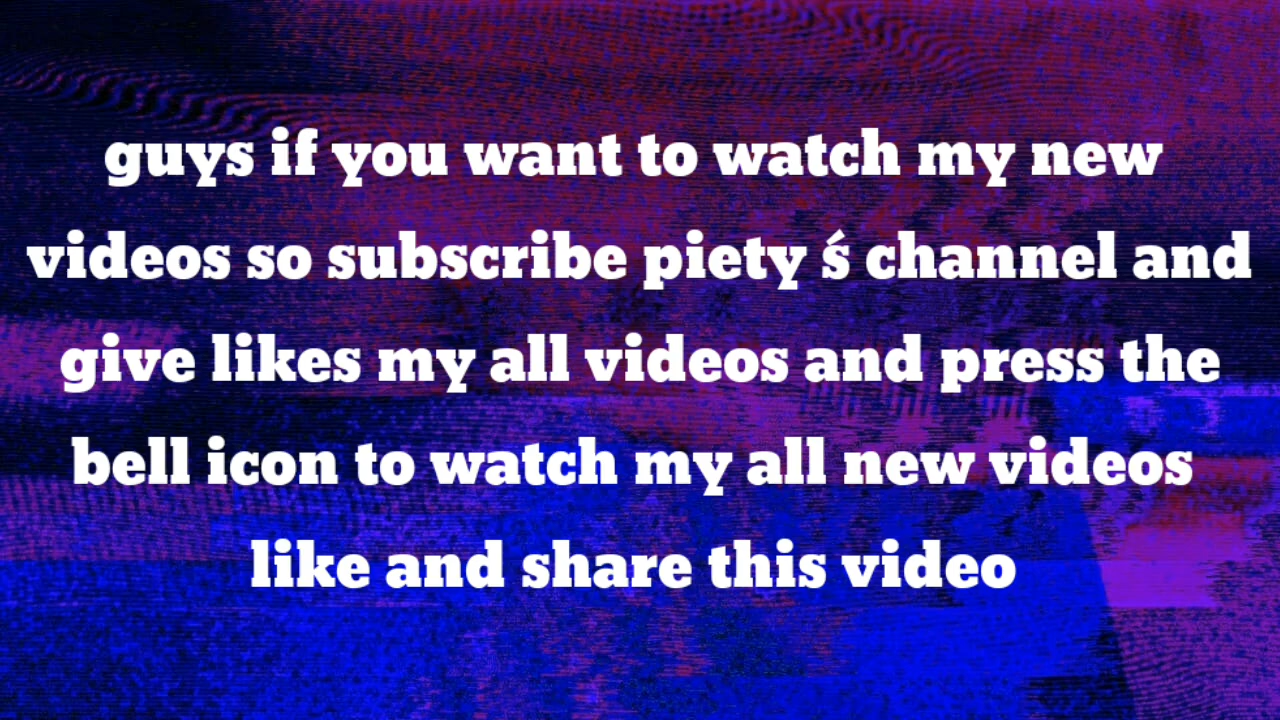 guys if you want to watch my new
videos so subscribe piety ś channel and
give likes my all videos and press the
bell icon to watch my all new videos
like and share this video